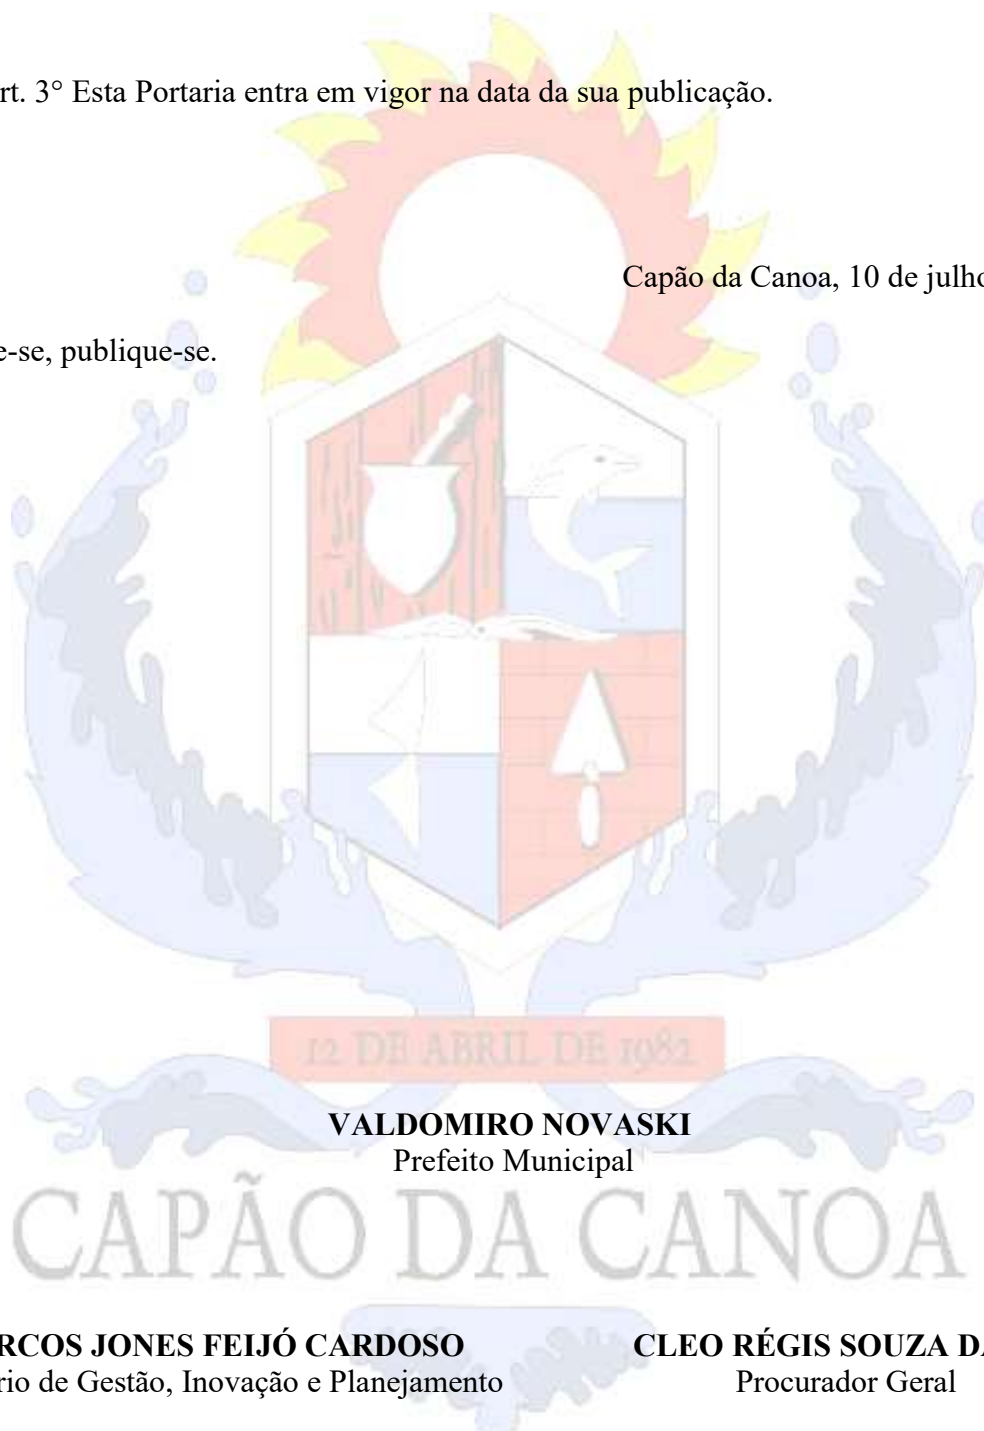 rt. 3° Esta Portaria entra em vigor na data da sua publicação.
Capão da Canoa, 10 de julho
e-se, publique-se.
12 DE ABRIL DE 1982
VALDOMIRO NOVASKI
Prefeito Municipal
CAPÃO DA CANOA
RCOS JONES FEIJÓ CARDOSO
CLEO RÉGIS SOUZA DA
rio de Gestão, Inovação e Planejamento
Procurador Geral